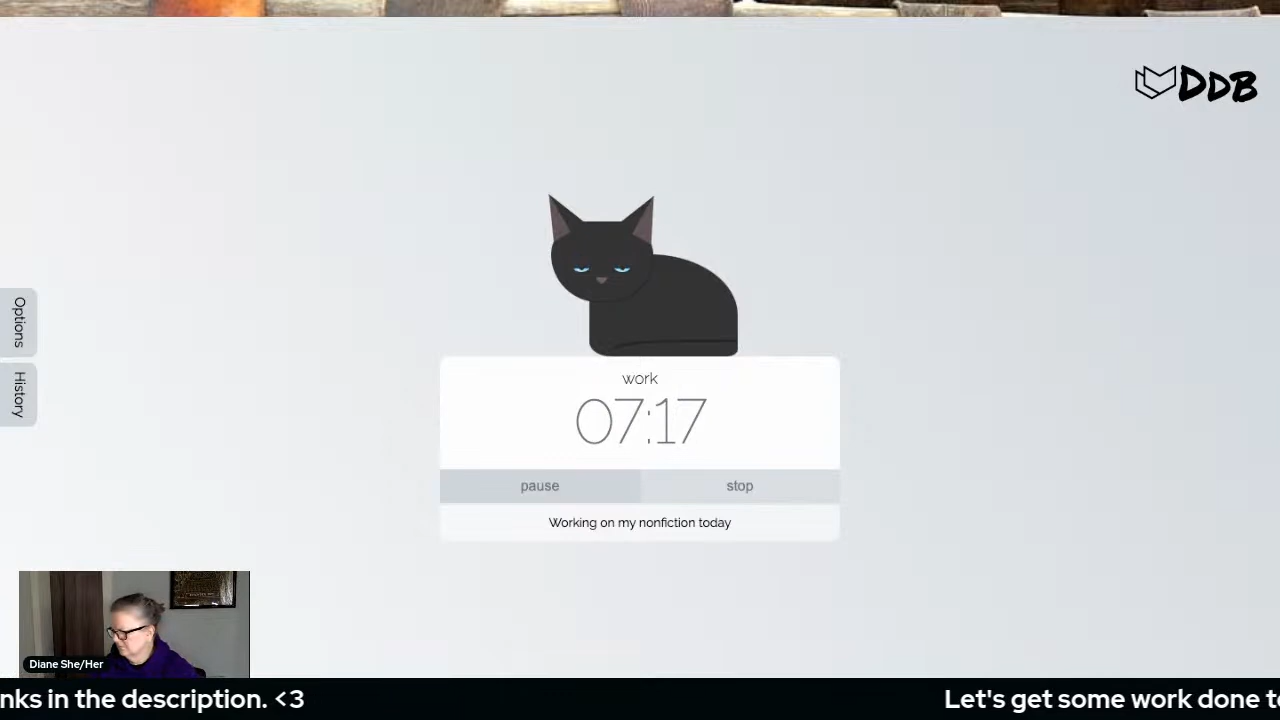 DDB
Options
History
work
07:17
pause
stop
Working on my nonfiction today
Diane She/Her
nks in the description. <3
Let's get some work done t